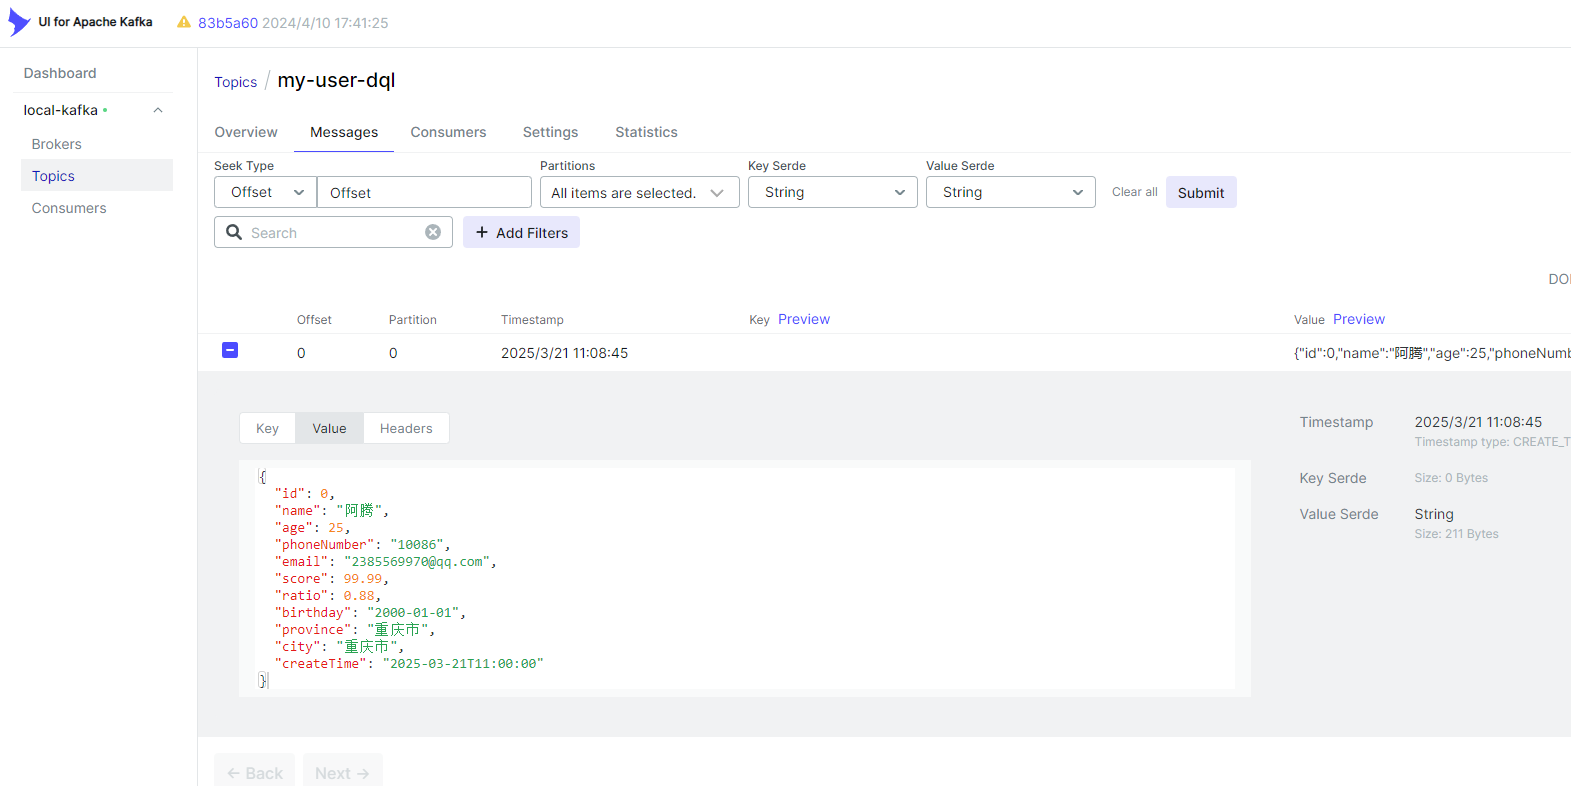 UI for Apache Kafka 83b5a60 2024/4/10 17:41:25
Dashboard
local-kafka
Brokers
Topics
Consumers
Topics / my-user-dql
Overview Messages Consumers Settings Statistics
Seek Type Partitions Key Serde Value Serde
Offset Offset All items are selected. String String Clear all Submit
Search + Add Filters
DO
Offset Partition Timestamp Key Preview Value Preview
0 0 2025/3/21 11:08:45 {"id":0,"name":"阿腾","age":25,"phoneNumb
Key Value Headers
{
"id": 0,
"name": "阿腾",
"age": 25,
"phoneNumber": "10086",
"email": "2385569970@qq.com",
"score": 99.99,
"ratio": 0.88,
"birthday": "2000-01-01",
"province": "重庆市",
"city": "重庆市",
"createTime": "2025-03-21T11:00:00"
}
Timestamp 2025/3/21 11:08:45
Timestamp type: CREATE_T
Key Serde Size: 0 Bytes
Value Serde String
Size: 211 Bytes
← Back Next →